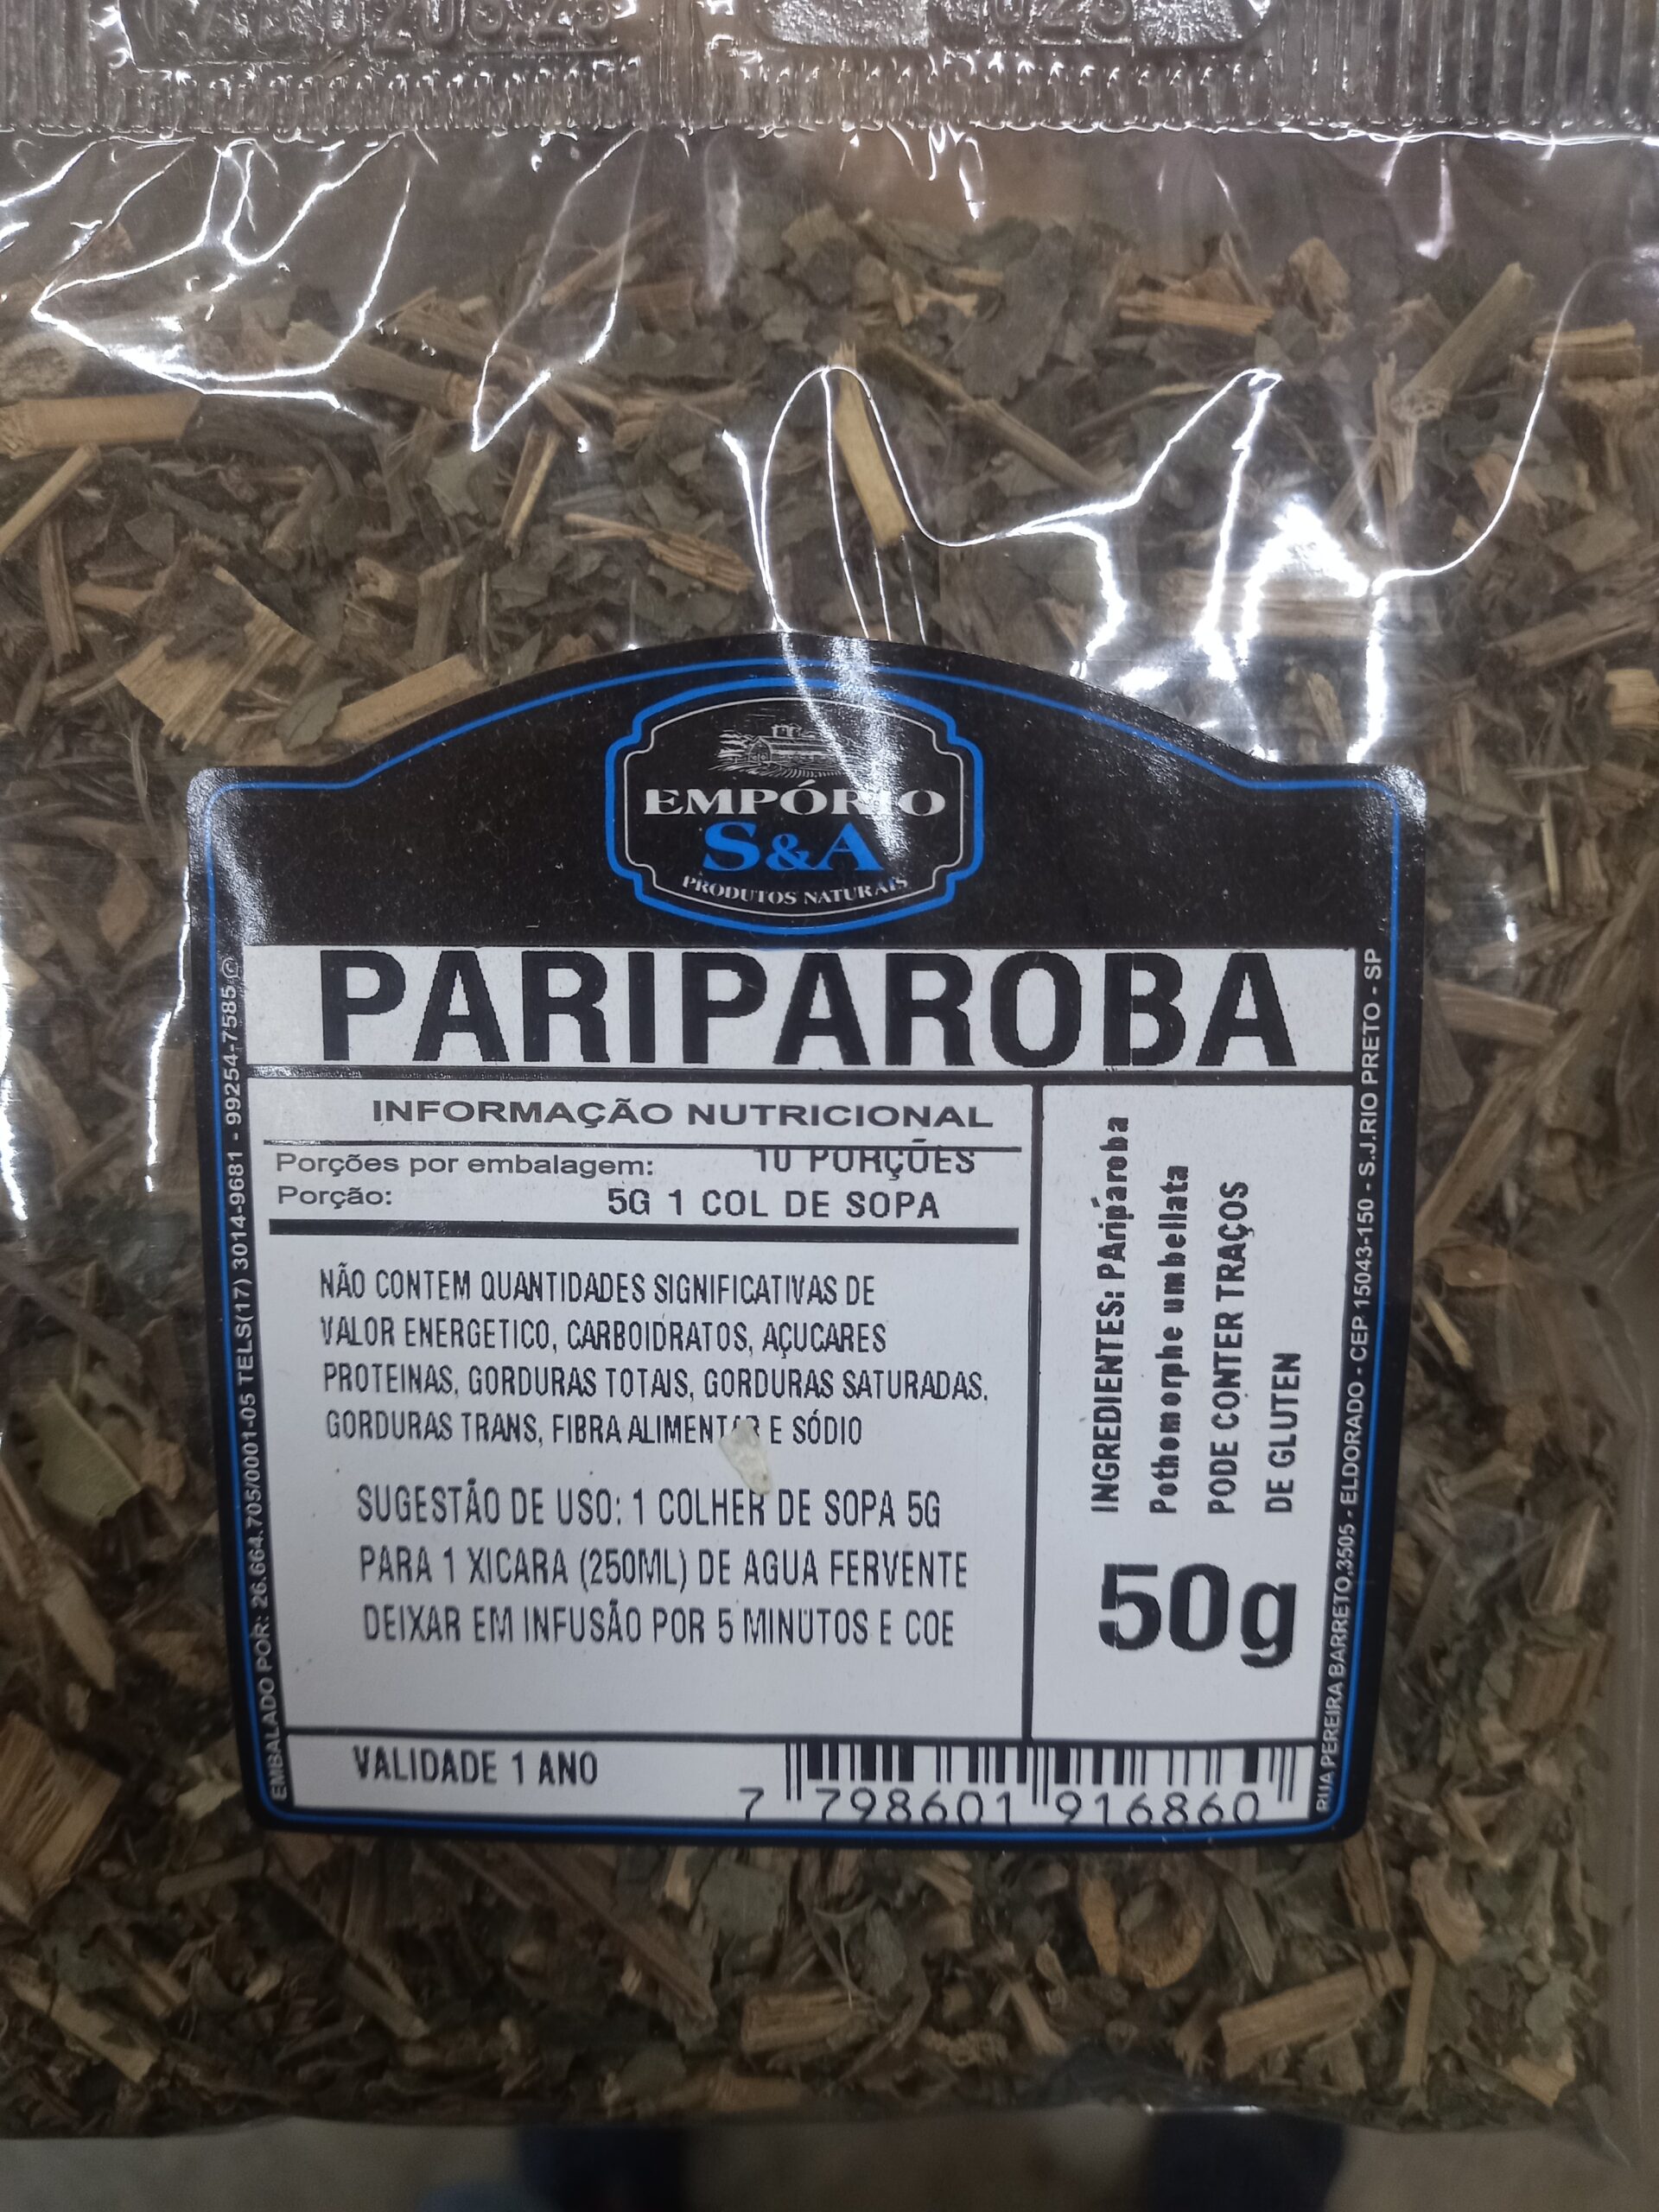 EMPÓRIO
S&A
PRODUTOS NATURAIS
PARIPAROBA
INFORMAÇÃO NUTRICIONAL
Porções por embalagem: 10 PORÇÕES
Porção: 5G 1 COL DE SOPA
NÃO CONTEM QUANTIDADES SIGNIFICATIVAS DE
VALOR ENERGETICO, CARBOIDRATOS, AÇUCARES
PROTEINAS, GORDURAS TOTAIS, GORDURAS SATURADAS,
GORDURAS TRANS, FIBRA ALIMENTAR E SÓDIO
SUGESTÃO DE USO: 1 COLHER DE SOPA 5G
PARA 1 XICARA (250ML) DE AGUA FERVENTE
DEIXAR EM INFUSÃO POR 5 MINUTOS E COE
INGREDIENTES: PAripároba
Pothomorphe umbellata
PODE CONTER TRAÇOS
DE GLUTEN
50g
VALIDADE 1 ANO
7 798601 916860
EMBALADO POR: 26.664.705/0001-05 TELS(17) 3014-9681 - 99254-7585
RUA PEREIRA BARRETO,3505 - ELDORADO - CEP 15043-150 - S.J.RIO PRETO - SP